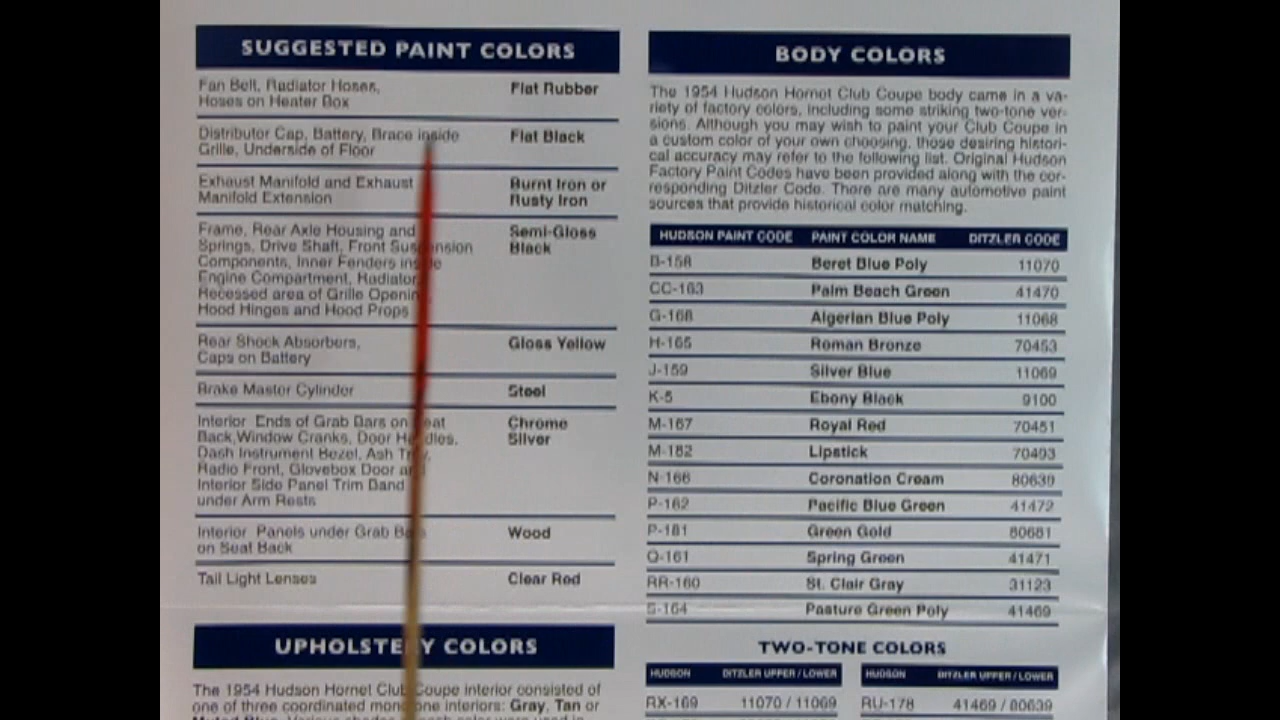 SUGGESTED PAINT COLORS
Fan Belt, Radiator Hoses,
Hoses on Heater Box
Flat Rubber
Distributor Cap, Battery, Brace inside
Grille, Underside of Floor
Flat Black
Exhaust Manifold and Exhaust
Manifold Extension
Burnt Iron or
Rusty Iron
Frame, Rear Axle Housing and
Springs, Drive Shaft, Front Suspension
Components, Inner Fenders inside
Engine Compartment, Radiator,
Recessed area of Grille Opening
Hood Hinges and Hood Props
Semi-Gloss
Black
Rear Shock Absorbers,
Caps on Battery
Gloss Yellow
Brake Master Cylinder
Steel
Interior Ends of Grab Bars on Seat
Back,Window Cranks, Door Handles,
Dash Instrument Bezel, Ash Tray,
Radio Front, Glovebox Door and
Interior Side Panel Trim Band
under Arm Rests
Chrome
Silver
Interior Panels under Grab Bars
on Seat Back
Wood
Tail Light Lenses
Clear Red
UPHOLSTERY COLORS
The 1954 Hudson Hornet Club Coupe interior consisted
of one of three coordinated monotone interiors: Gray, Tan or
BODY COLORS
The 1954 Hudson Hornet Club Coupe body came in a va-
riety of factory colors, including some striking two-tone ver-
sions. Although you may wish to paint your Club Coupe in
a custom color of your own choosing, those desiring histori-
cal accuracy may refer to the following list. Original Hudson
Factory Paint Codes have been provided along with the cor-
responding Ditzler Code. There are many automotive paint
sources that provide historical color matching.
HUDSON PAINT CODE PAINT COLOR NAME DITZLER CODE
B-158 Beret Blue Poly 11070
CC-163 Palm Beach Green 41470
G-168 Algerian Blue Poly 11068
H-165 Roman Bronze 70453
J-159 Silver Blue 11069
K-5 Ebony Black 9100
M-167 Royal Red 70451
M-182 Lipstick 70493
N-166 Coronation Cream 80639
P-162 Pacific Blue Green 41472
P-181 Green Gold 80681
Q-161 Spring Green 41471
RR-160 St. Clair Gray 31123
S-164 Pasture Green Poly 41469
TWO-TONE COLORS
HUDSON DITZLER UPPER / LOWER HUDSON DITZLER UPPER / LOWER
RX-169 11070 / 11069 RU-178 41469 / 80639